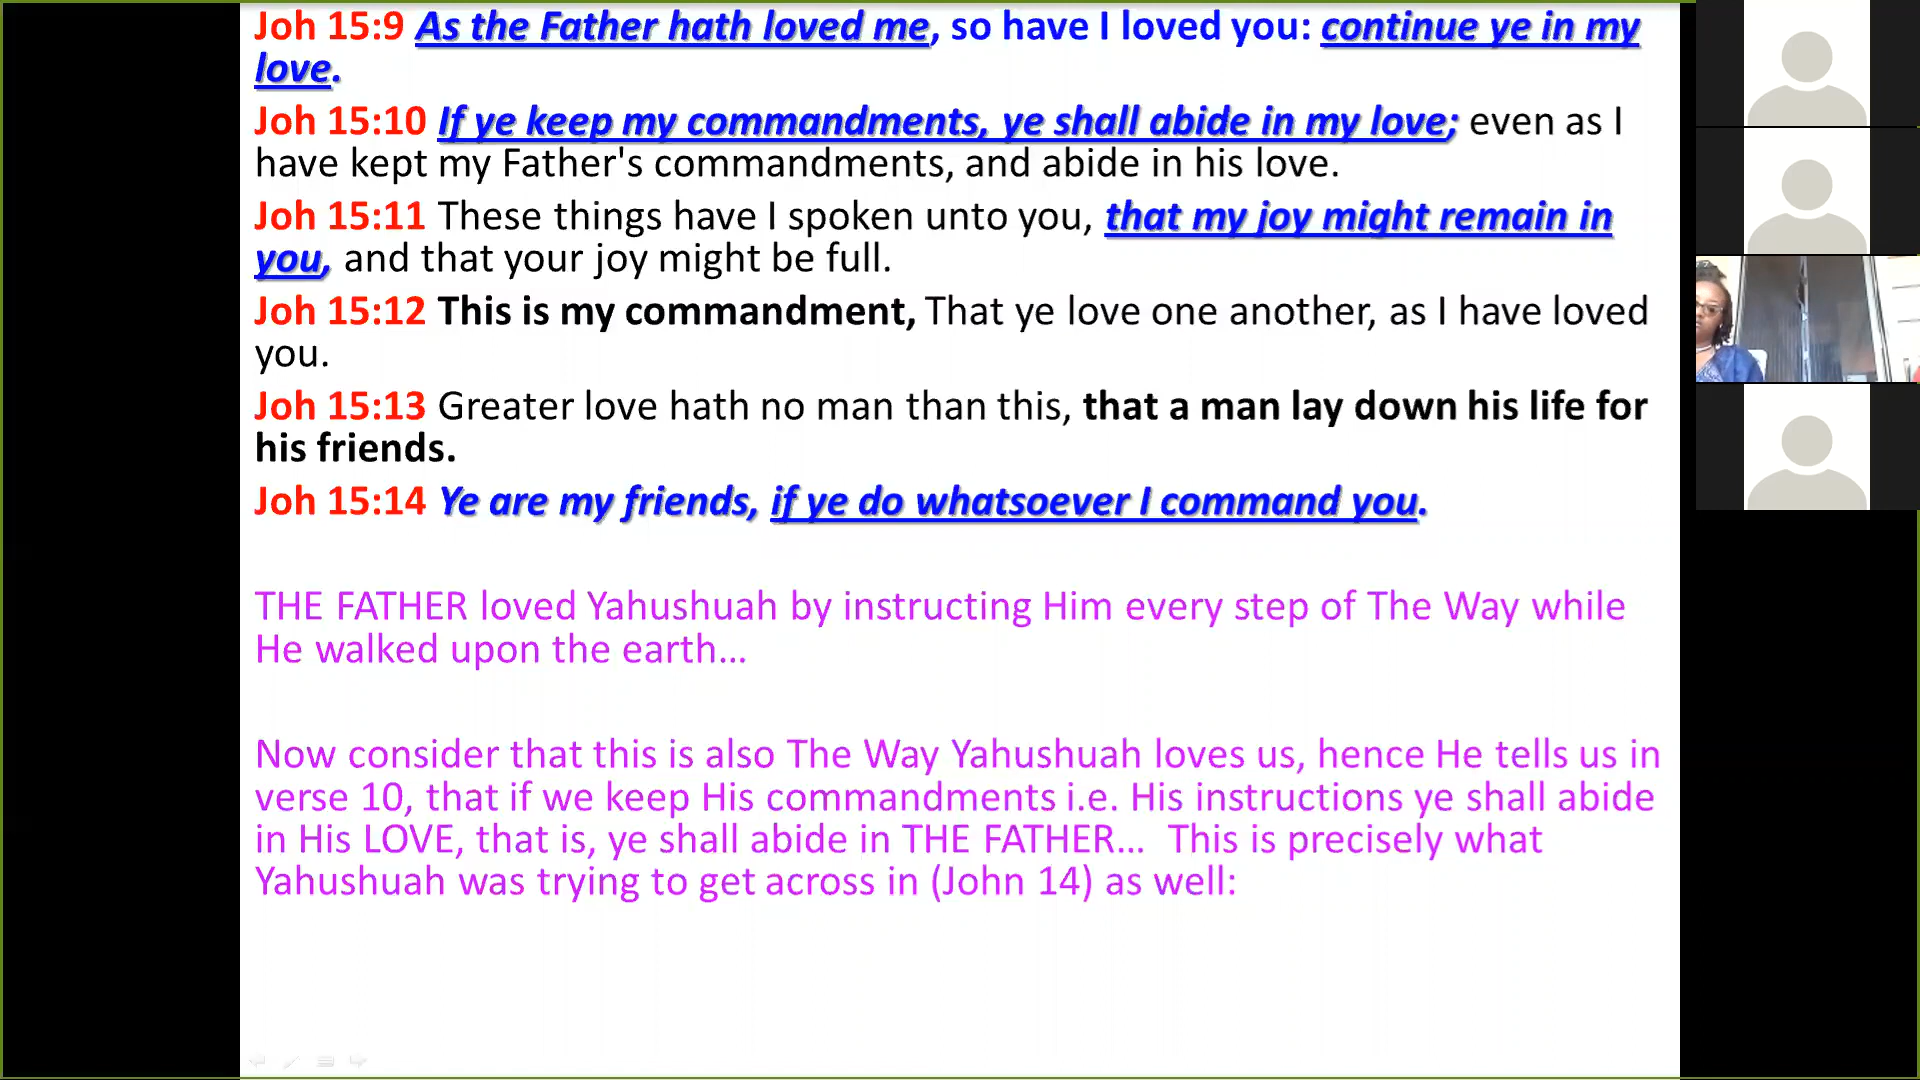 Joh 15:9 As the Father hath loved me, so have I loved you: continue ye in my
love.
Joh 15:10 If ye keep my commandments, ye shall abide in my love; even as I
have kept my Father's commandments, and abide in his love.
Joh 15:11 These things have I spoken unto you, that my joy might remain in
you, and that your joy might be full.
Joh 15:12 This is my commandment, That ye love one another, as I have loved
you.
Joh 15:13 Greater love hath no man than this, that a man lay down his life for
his friends.
Joh 15:14 Ye are my friends, if ye do whatsoever I command you.
THE FATHER loved Yahushuah by instructing Him every step of The Way while
He walked upon the earth…
Now consider that this is also The Way Yahushuah loves us, hence He tells us in
verse 10, that if we keep His commandments i.e. His instructions ye shall abide
in His LOVE, that is, ye shall abide in THE FATHER…  This is precisely what
Yahushuah was trying to get across in (John 14) as well: